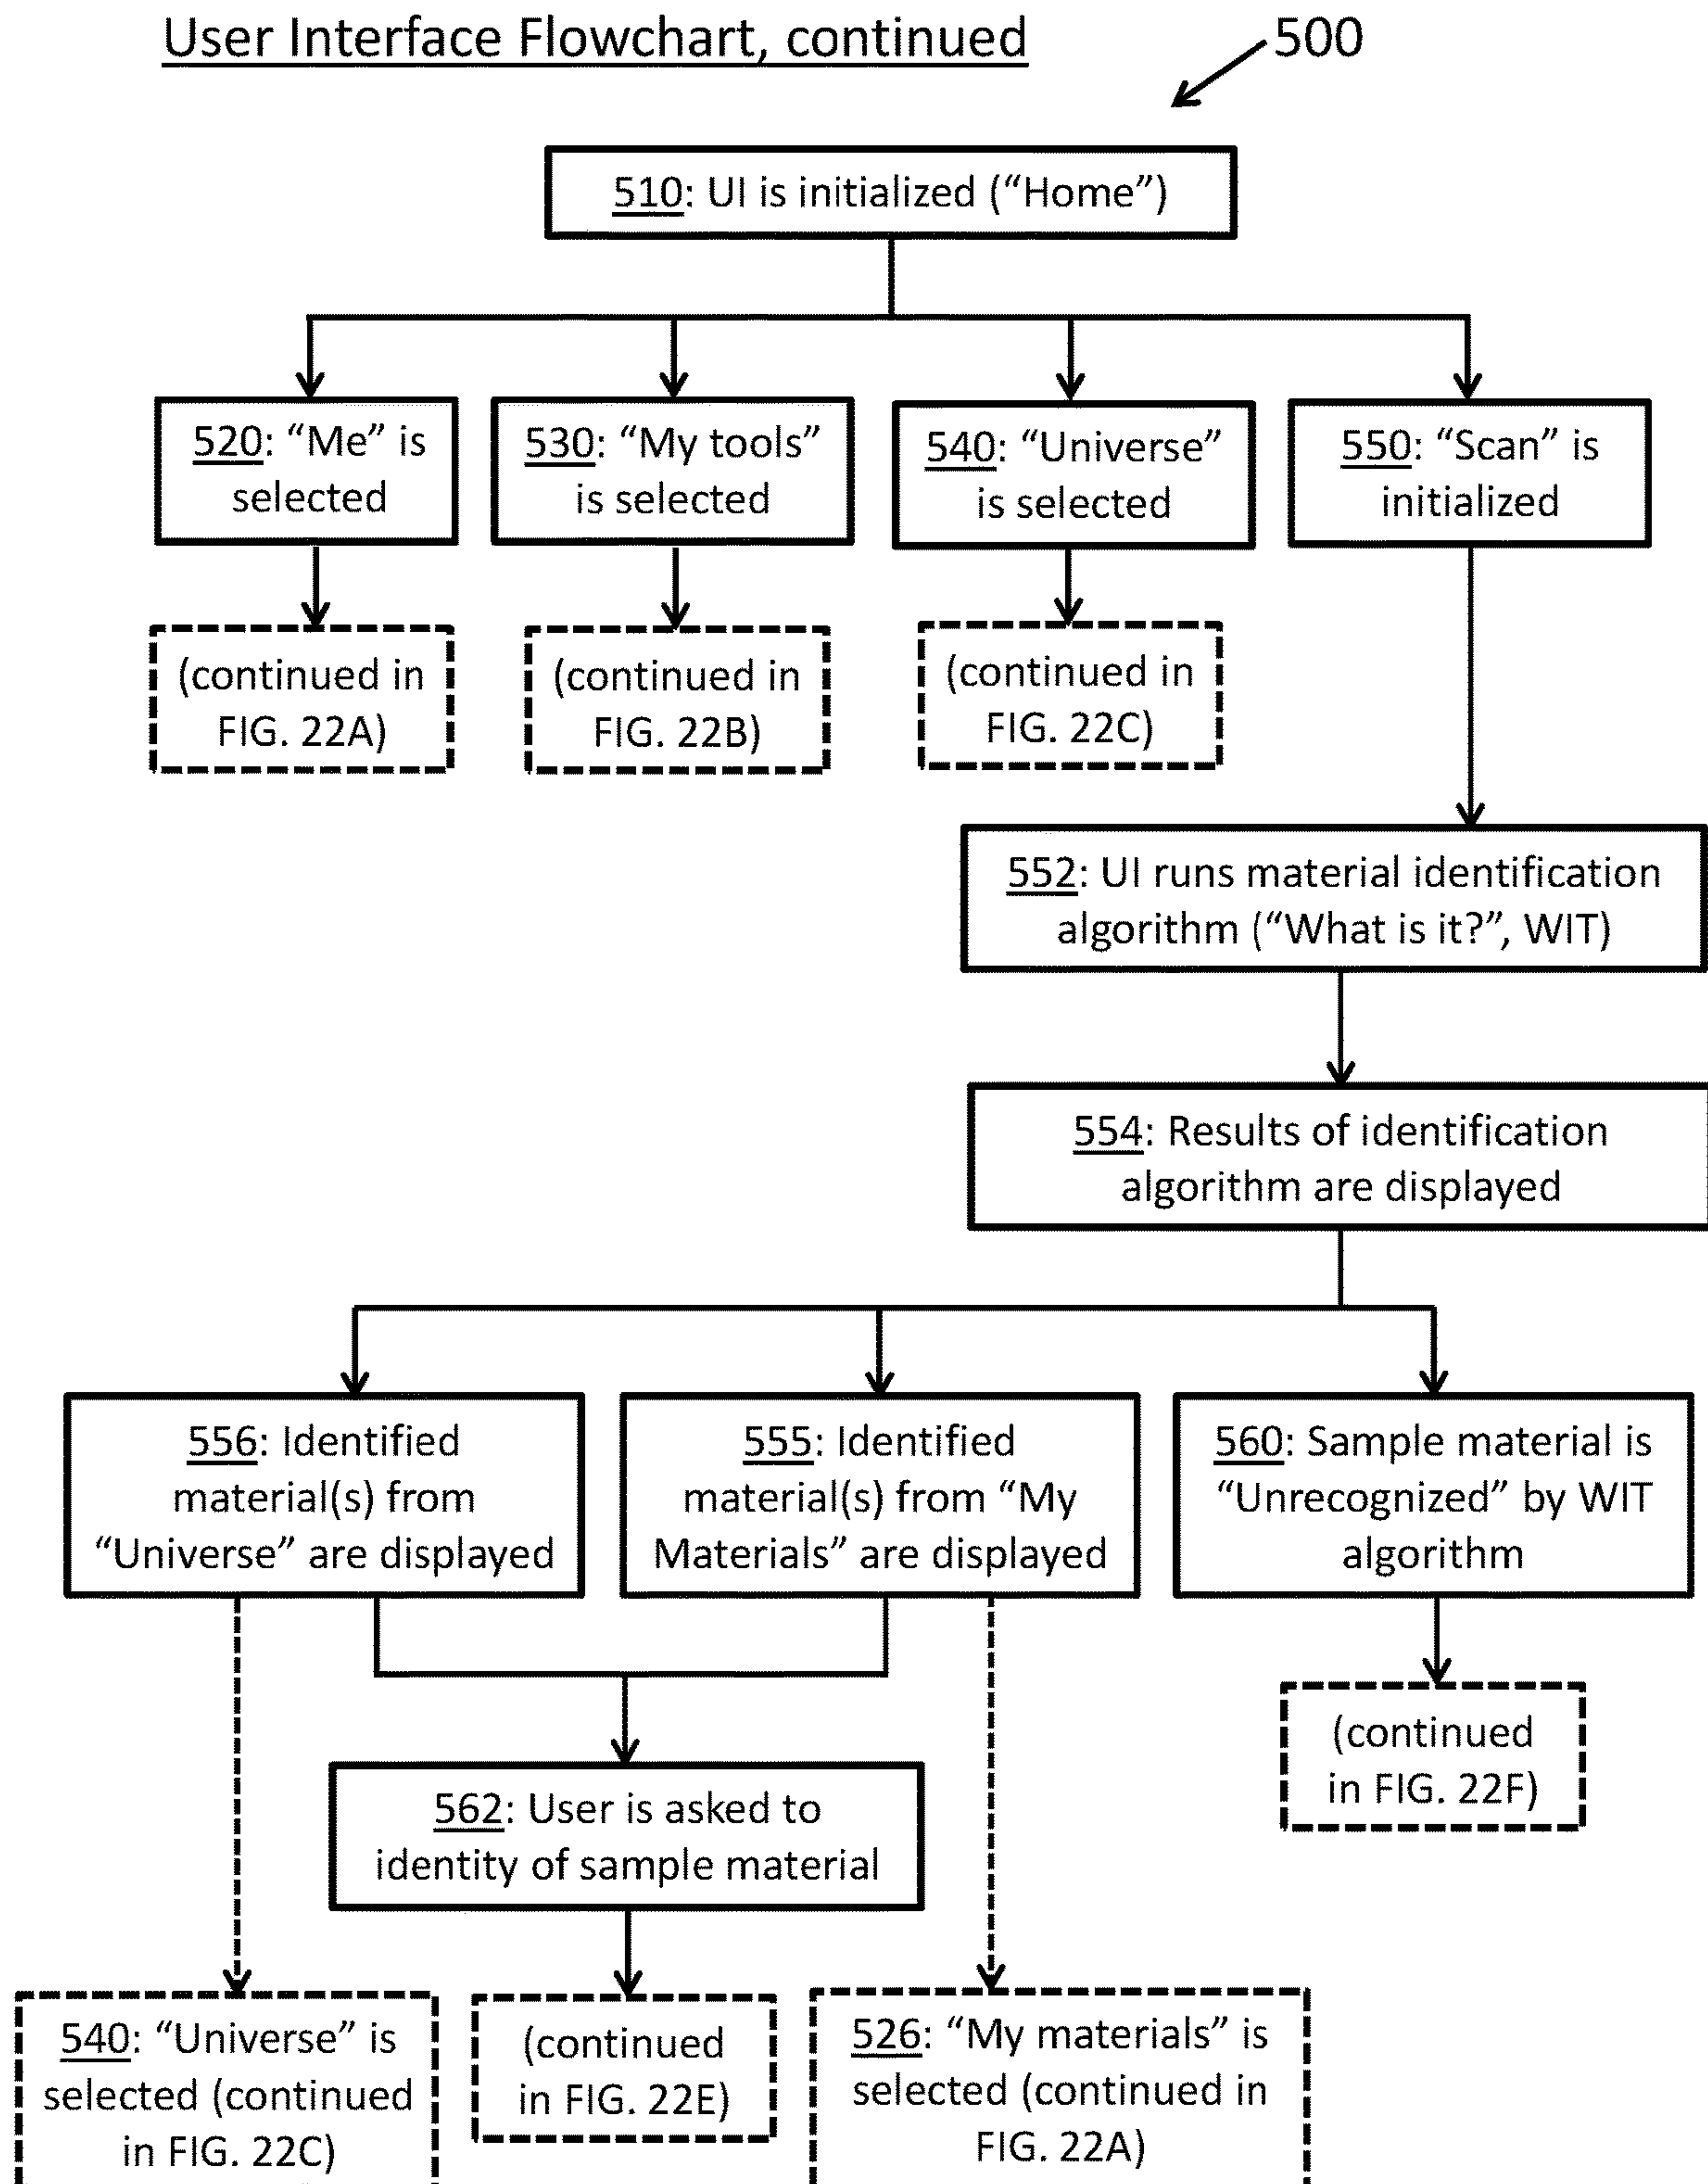 User Interface Flowchart, continued
500
510: UI is initialized (“Home”)
520: “Me” is
selected
530: “My tools”
is selected
540: “Universe”
is selected
550: “Scan” is
initialized
(continued in
FIG. 22A)
(continued in
FIG. 22B)
(continued in
FIG. 22C)
552: UI runs material identification
algorithm (“What is it?”, WIT)
554: Results of identification
algorithm are displayed
556: Identified
material(s) from
“Universe” are displayed
555: Identified
material(s) from “My
Materials” are displayed
560: Sample material is
“Unrecognized” by WIT
algorithm
(continued
in FIG. 22F)
562: User is asked to
identity of sample material
540: “Universe” is
selected (continued
in FIG. 22C)
(continued
in FIG. 22E)
526: “My materials” is
selected (continued in
FIG. 22A)